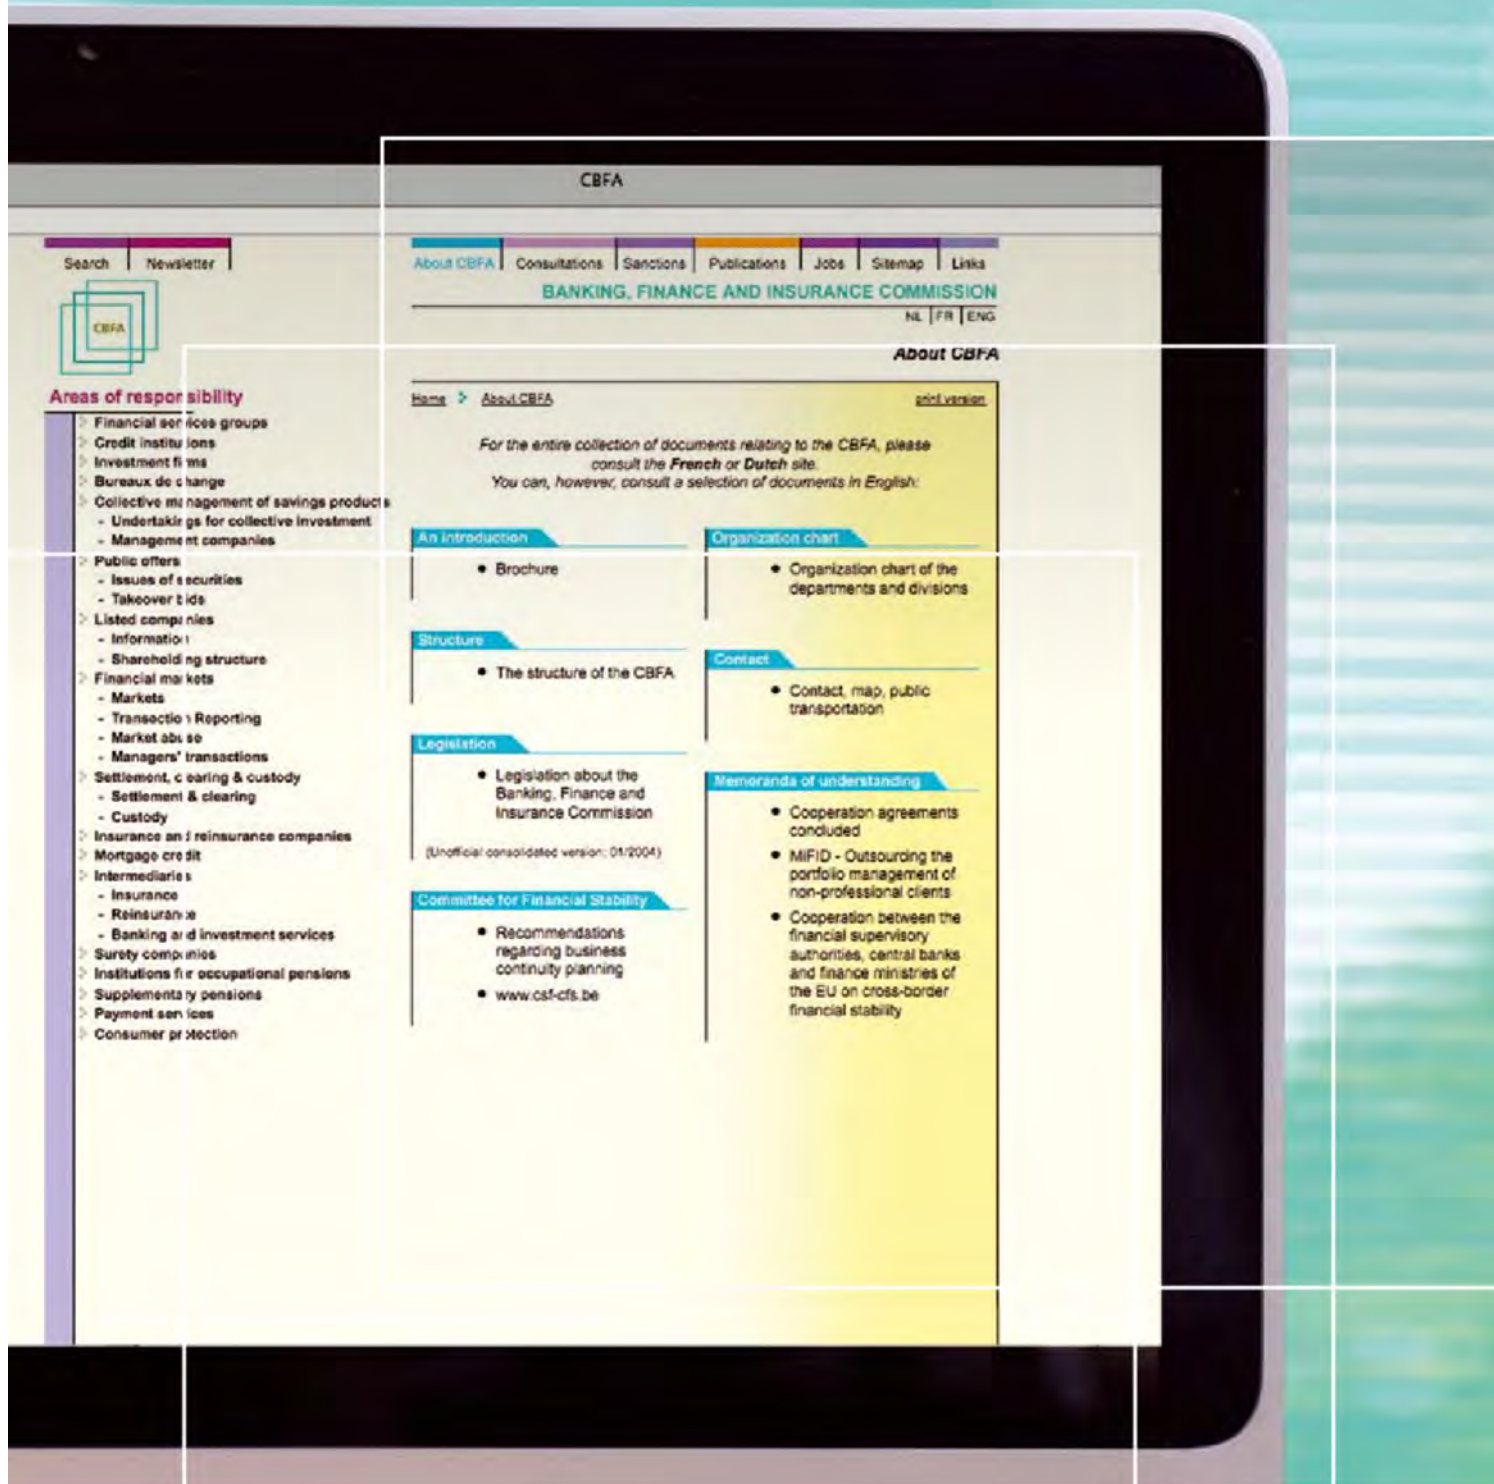 CBFA
Search
Newsletter
About CBFA
Consultations
Sanctions
Publications
Jobs
Sitemap
Links
BANKING, FINANCE AND INSURANCE COMMISSION
NL FR ENG
CBFA
About CBFA
Areas of responsibility
Financial services groups
Credit institutions
Investment firms
Bureaux de change
Collective management of savings products
- Undertakings for collective investment
- Management companies
Public offers
- Issues of securities
- Takeover bids
Listed companies
- Information
- Shareholding structure
Financial markets
- Markets
- Transaction Reporting
- Market abuse
- Managers' transactions
Settlement, clearing & custody
- Settlement & clearing
- Custody
Insurance and reinsurance companies
Mortgage credit
Intermediaries
- Insurance
- Reinsurance
- Banking and investment services
Surety companies
Institutions for occupational pensions
Supplementary pensions
Payment services
Consumer protection
Home > About CBFA
print version
For the entire collection of documents relating to the CBFA, please
consult the French or Dutch site.
You can, however, consult a selection of documents in English:
An introduction
• Brochure
Structure
• The structure of the CBFA
Legislation
• Legislation about the
Banking, Finance and
Insurance Commission
(Unofficial consolidated version: 01/2004)
Committee for Financial Stability
• Recommendations
regarding business
continuity planning
• www.csf-cfs.be
Organization chart
• Organization chart of the
departments and divisions
Contact
• Contact, map, public
transportation
Memoranda of understanding
• Cooperation agreements
concluded
• MiFID - Outsourcing the
portfolio management of
non-professional clients
• Cooperation between the
financial supervisory
authorities, central banks
and finance ministries of
the EU on cross-border
financial stability